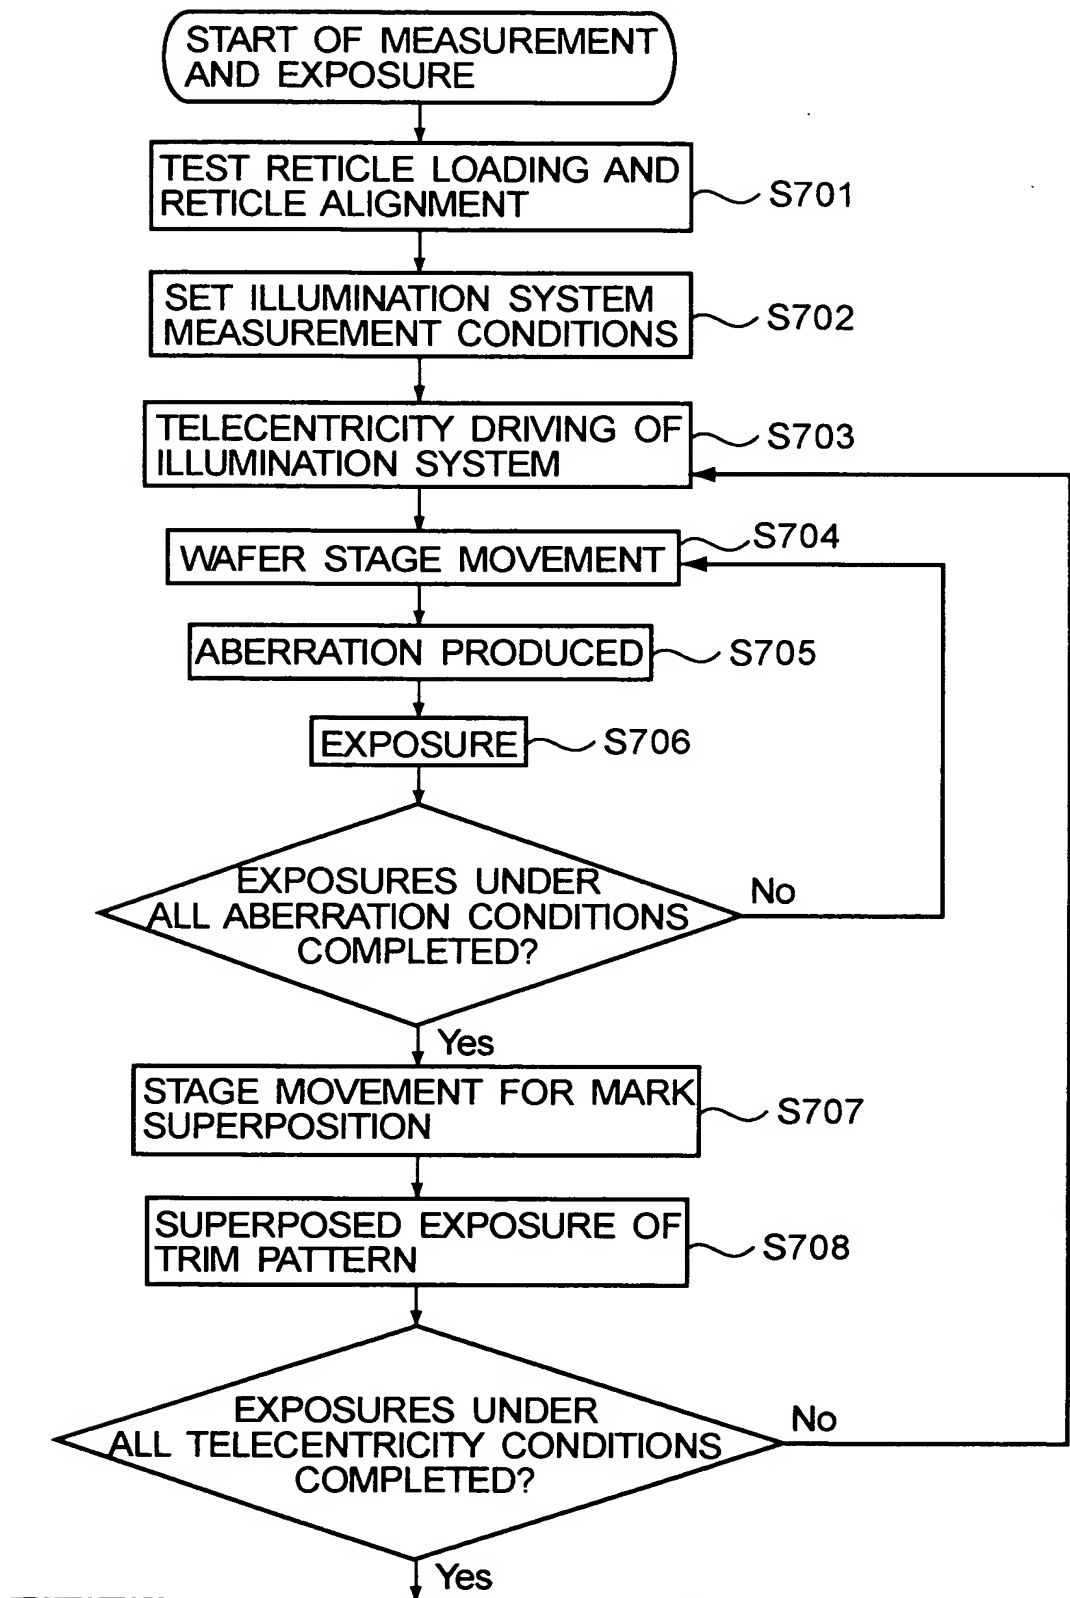 START OF MEASUREMENT
AND EXPOSURE
TEST RETICLE LOADING AND
RETICLE ALIGNMENT
S701
SET ILLUMINATION SYSTEM
MEASUREMENT CONDITIONS
S702
TELECENTRICITY DRIVING OF
ILLUMINATION SYSTEM
S703
WAFER STAGE MOVEMENT
S704
ABERRATION PRODUCED
S705
EXPOSURE
S706
EXPOSURES UNDER
ALL ABERRATION CONDITIONS
COMPLETED?
No
Yes
STAGE MOVEMENT FOR MARK
SUPERPOSITION
S707
SUPERPOSED EXPOSURE OF
TRIM PATTERN
S708
EXPOSURES UNDER
ALL TELECENTRICITY CONDITIONS
COMPLETED?
No
Yes